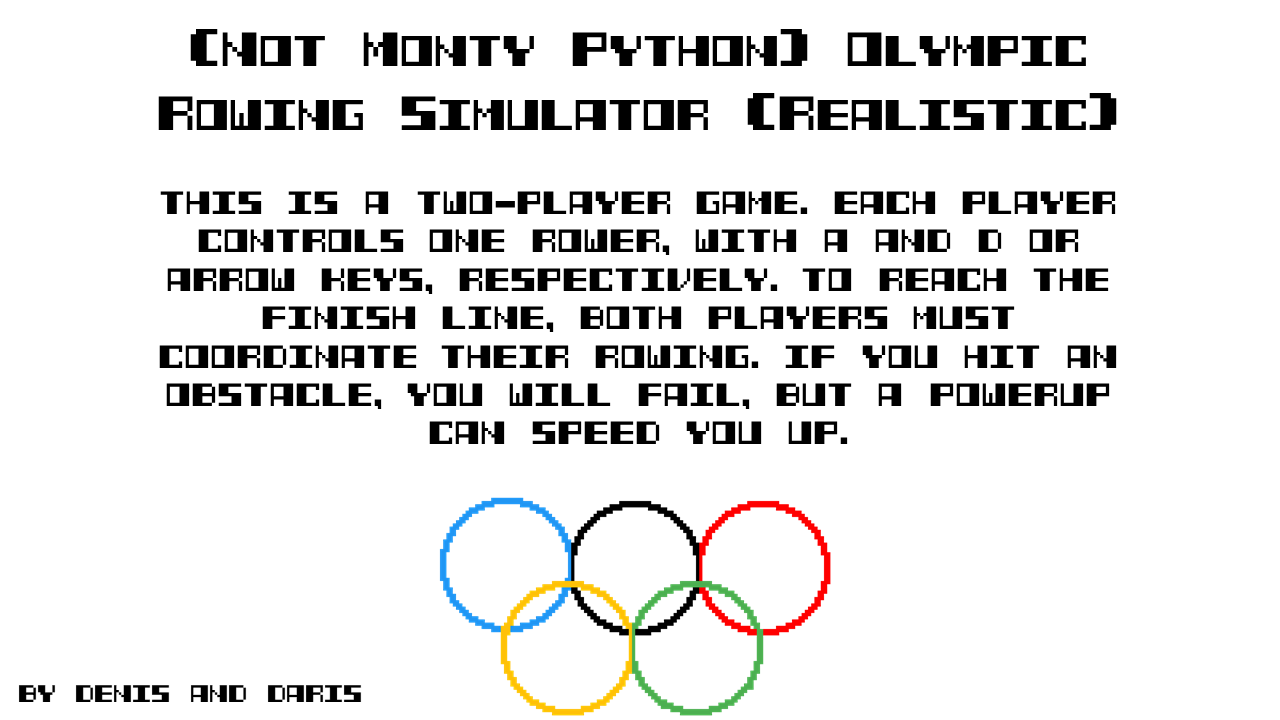 (Not Monty Python) Olympic
Rowing Simulator (Realistic)
THIS IS A TWO-PLAYER GAME. EACH PLAYER
CONTROLS ONE ROWER, WITH A AND D OR
ARROW KEYS, RESPECTIVELY. TO REACH THE
FINISH LINE, BOTH PLAYERS MUST
COORDINATE THEIR ROWING. IF YOU HIT AN
OBSTACLE, YOU WILL FAIL, BUT A POWERUP
CAN SPEED YOU UP.
BY DENIS AND DARIS